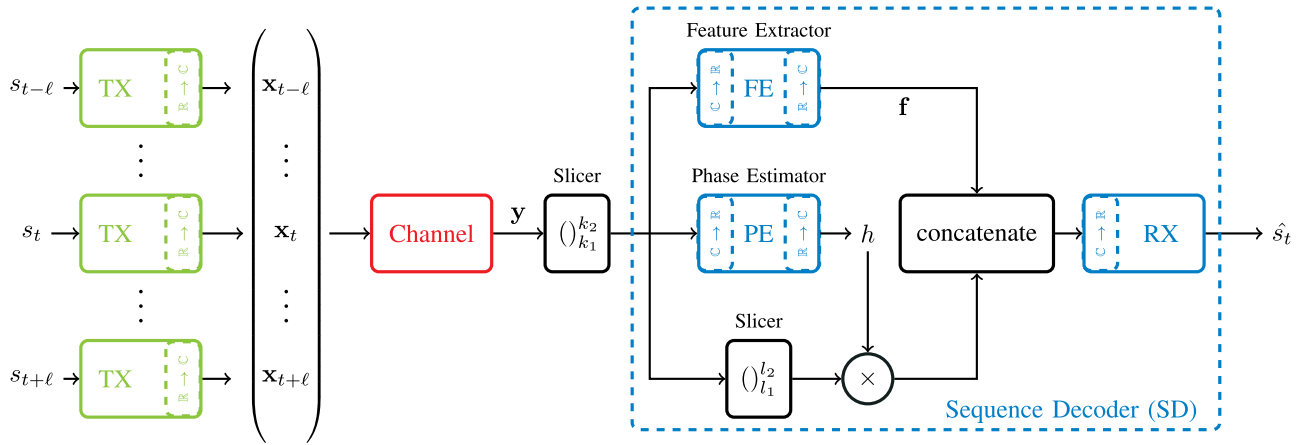 Feature Extractor
s_{t−ℓ} TX ℝ→ℂ x_{t−ℓ} ℂ→ℝ FE ℝ→ℂ f
⋮ ⋮
Slicer Phase Estimator
s_t TX ℝ→ℂ x_t Channel y ()_{k_1}^{k_2} ℂ→ℝ PE ℝ→ℂ h concatenate ℂ→ℝ RX ŝ_t
⋮ ⋮
Slicer
s_{t+ℓ} TX ℝ→ℂ x_{t+ℓ} ()_{l_1}^{l_2} ×
Sequence Decoder (SD)